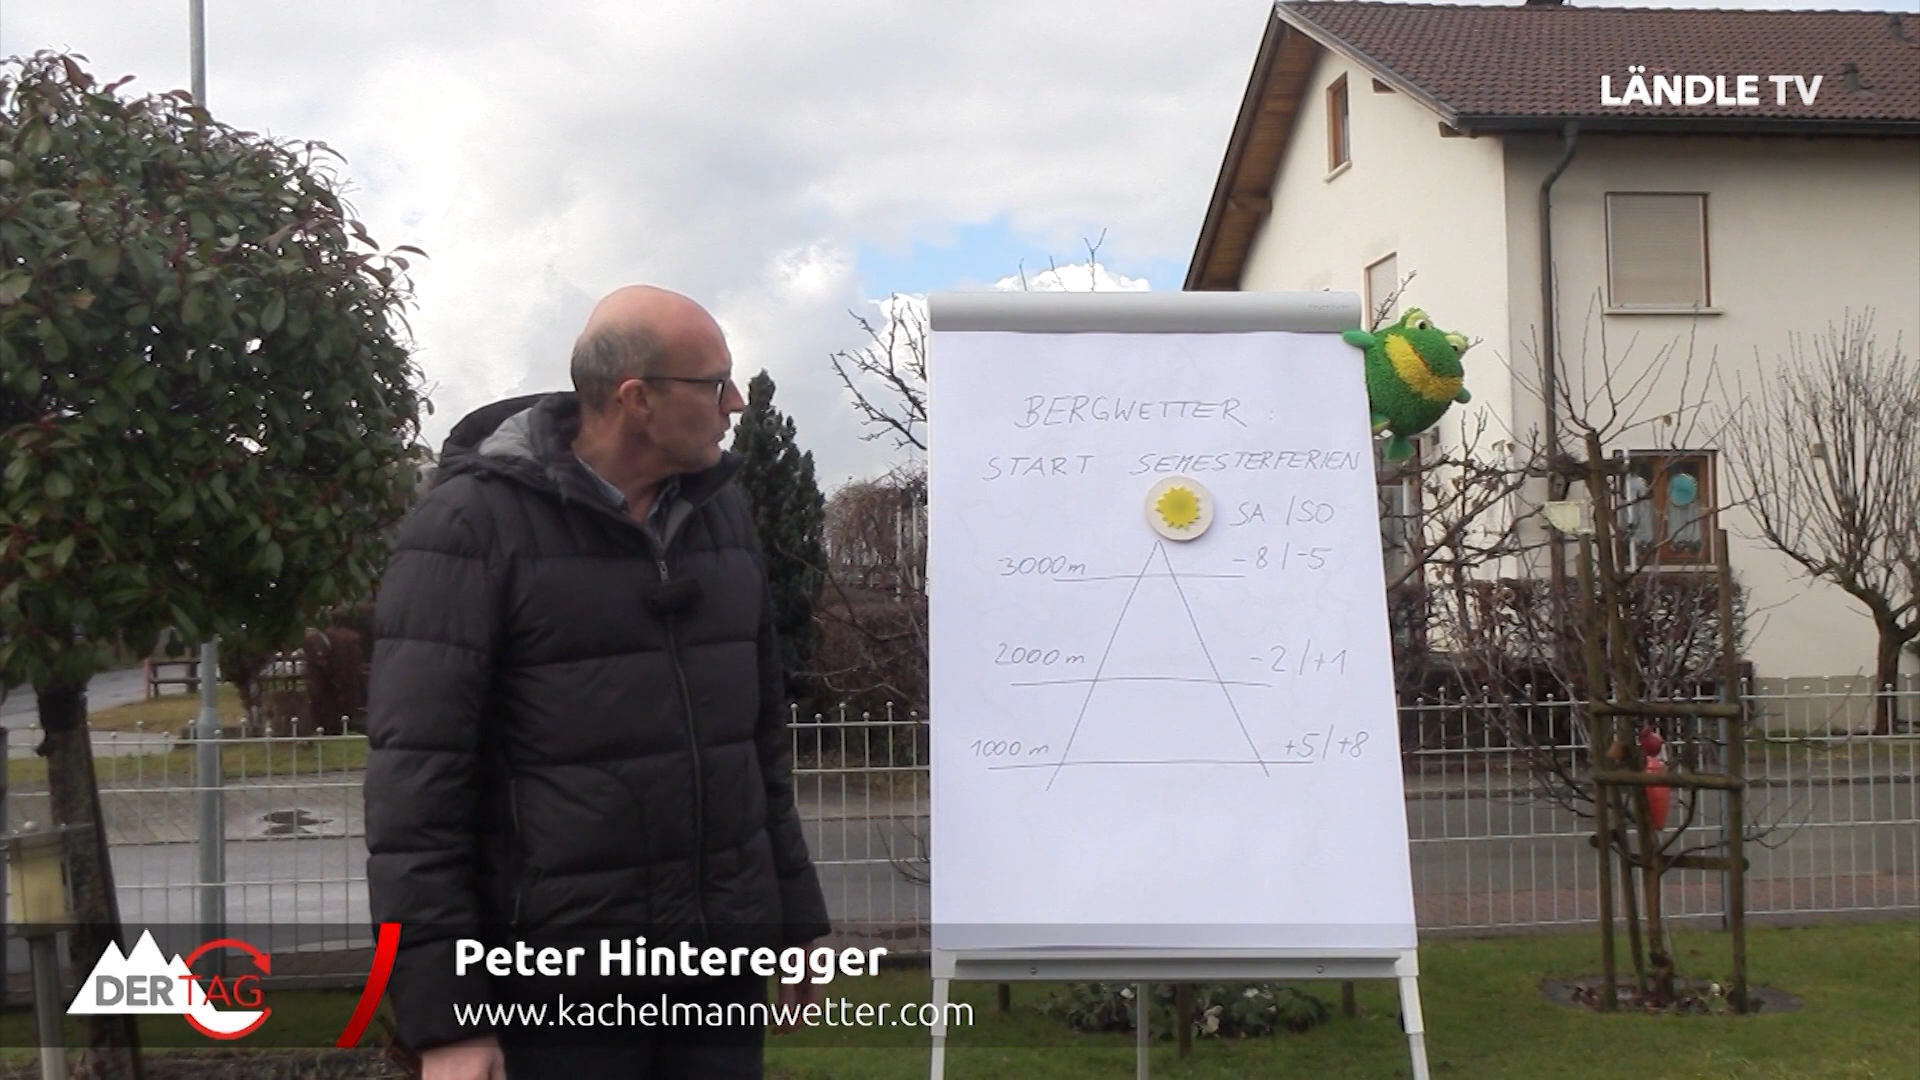 LÄNDLE TV
BERGWETTER :
START SEMESTERFERIEN
SA / SO
3000m -8 / -5
2000m -2 / +1
1000m +5 / +8
DER TAG
Peter Hinteregger
www.kachelmannwetter.com